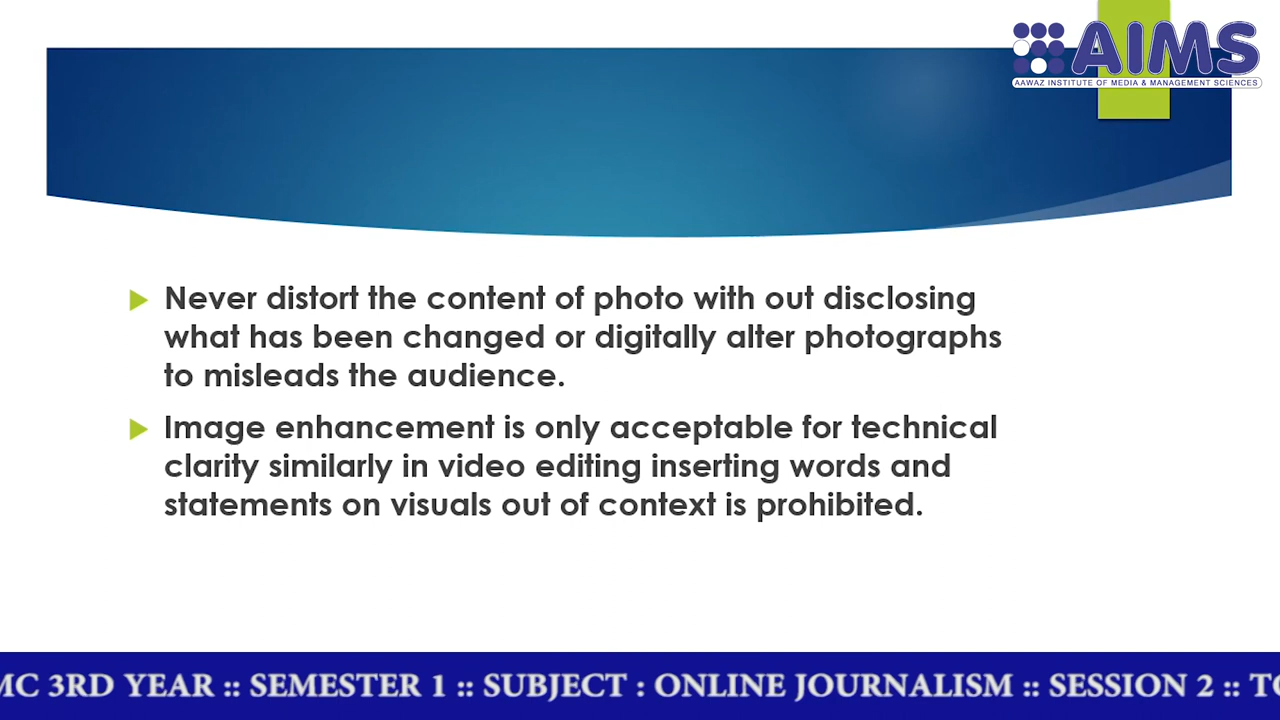 AIMS
AAWAZ INSTITUTE OF MEDIA & MANAGEMENT SCIENCES
Never distort the content of photo with out disclosing
what has been changed or digitally alter photographs
to misleads the audience.
Image enhancement is only acceptable for technical
clarity similarly in video editing inserting words and
statements on visuals out of context is prohibited.
MC 3RD YEAR :: SEMESTER 1 :: SUBJECT : ONLINE JOURNALISM :: SESSION 2 ::